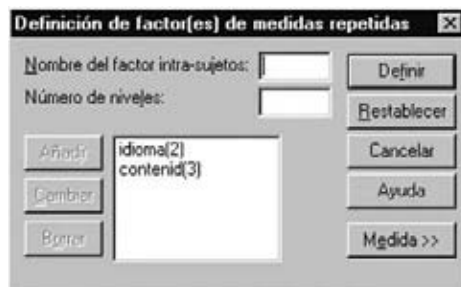 Definición de factor(es) de medidas repetidas
Nombre del factor intra-sujetos:
Número de niveles:
Definir
Restablecer
Cancelar
Ayuda
Medida >>
Añadir
Cambiar
Borrar
idioma(2)
contenid(3)